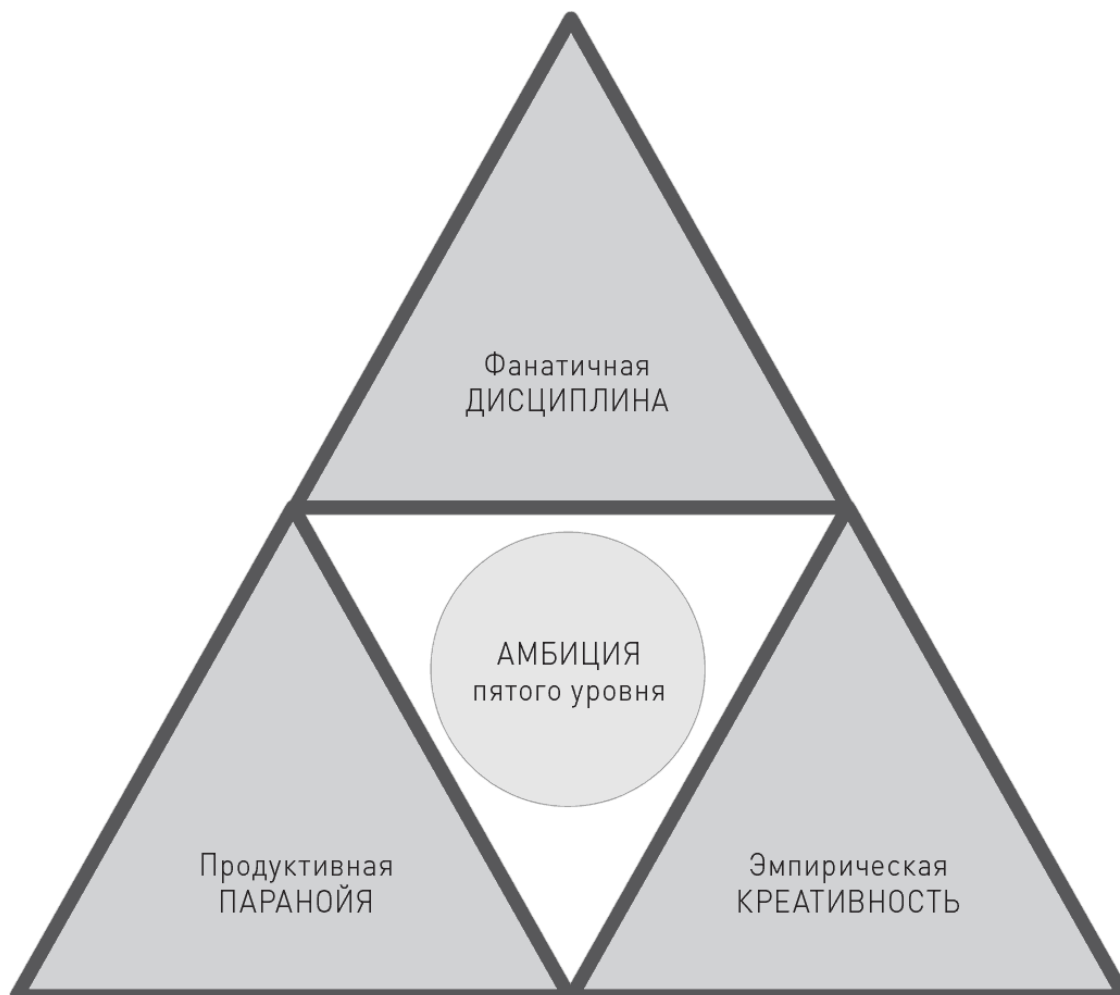 Фанатичная
ДИСЦИПЛИНА
АМБИЦИЯ
пятого уровня
Продуктивная
ПАРАНОЙЯ
Эмпирическая
КРЕАТИВНОСТЬ